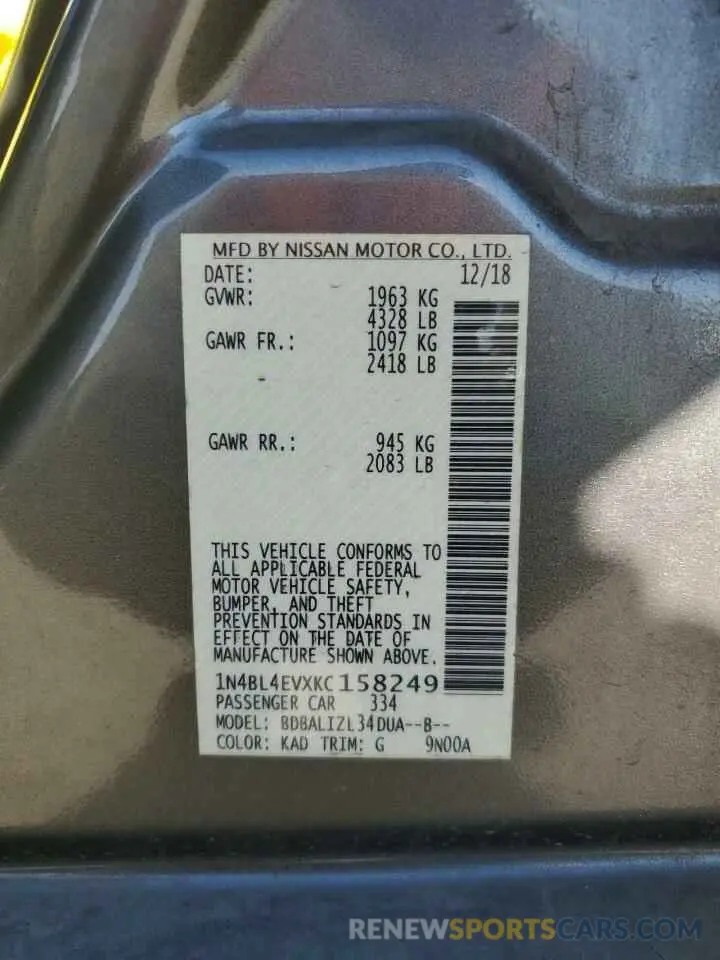 MFD BY NISSAN MOTOR CO., LTD.
DATE: 12/18
GVWR: 1963 KG
4328 LB
GAWR FR.: 1097 KG
2418 LB
GAWR RR.: 945 KG
2083 LB
THIS VEHICLE CONFORMS TO
ALL APPLICABLE FEDERAL
MOTOR VEHICLE SAFETY,
BUMPER, AND THEFT
PREVENTION STANDARDS IN
EFFECT ON THE DATE OF
MANUFACTURE SHOWN ABOVE.
1N4BL4EVXKC158249
PASSENGER CAR 334
MODEL: BDBALIZL34DUA--B--
COLOR: KAD TRIM: G 9N00A
RENEWSPORTSCARS.COM